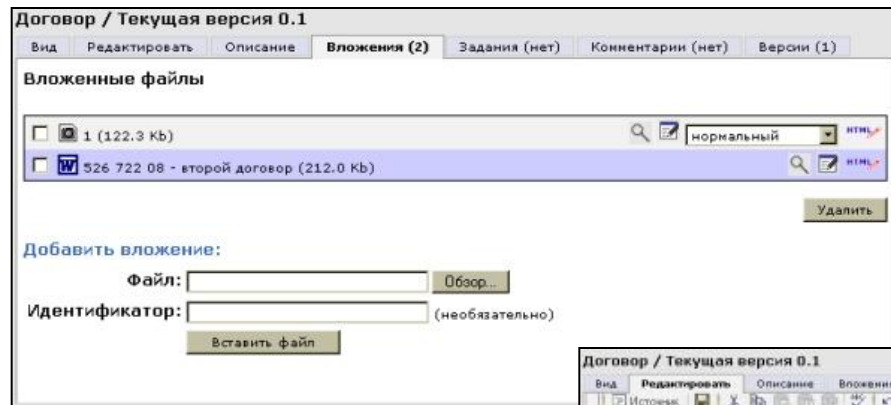 Договор / Текущая версия 0.1
Вид Редактировать Описание Вложения (2) Задания (нет) Комментарии (нет) Версии (1)
Вложенные файлы
1 (122.3 Kb) нормальный HTML
526 722 08 - второй договор (212.0 Kb) HTML
Удалить
Добавить вложение:
Файл: Обзор...
Идентификатор: (необязательно)
Вставить файл
Договор / Текущая версия 0.1
Вид Редактировать Описание
Источник